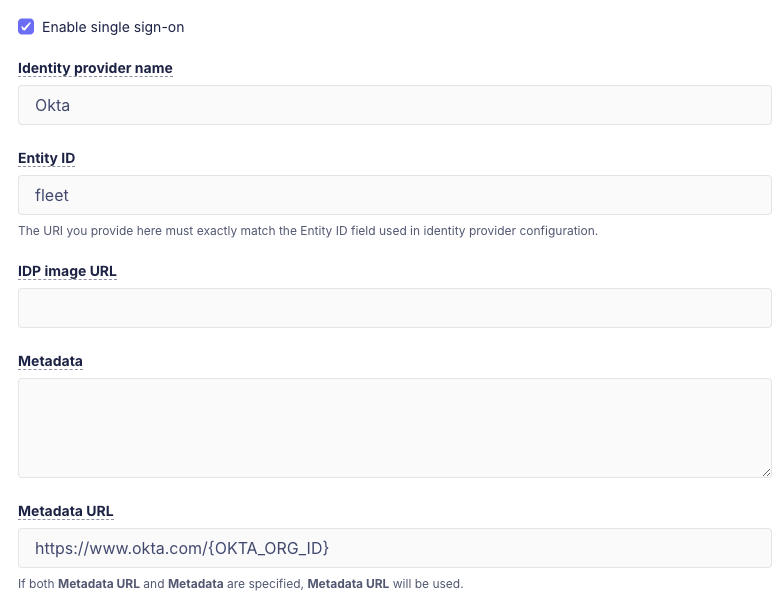 Enable single sign-on
Identity provider name
Okta
Entity ID
fleet
The URI you provide here must exactly match the Entity ID field used in identity provider configuration.
IDP image URL
Metadata
Metadata URL
https://www.okta.com/{OKTA_ORG_ID}
If both Metadata URL and Metadata are specified, Metadata URL will be used.